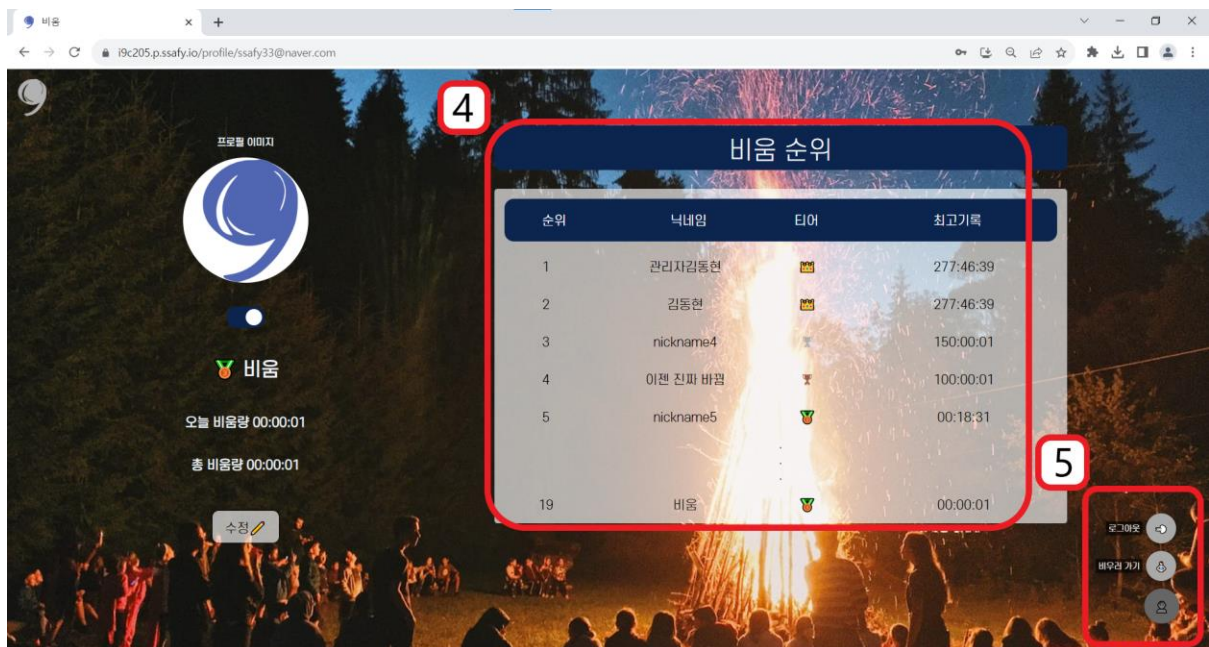 비움
i9c205.p.ssafy.io/profile/ssafy33@naver.com
4
프로필 이미지
비움
오늘 비움량 00:00:01
총 비움량 00:00:01
수정
비움 순위
순위 닉네임 티어 최고기록
1 관리자김동현 277:46:39
2 김동현 277:46:39
3 nickname4 150:00:01
4 이젠 진짜 바뀜 100:00:01
5 nickname5 00:18:31
19 비움 00:00:01
5
로그아웃
비우러 가기